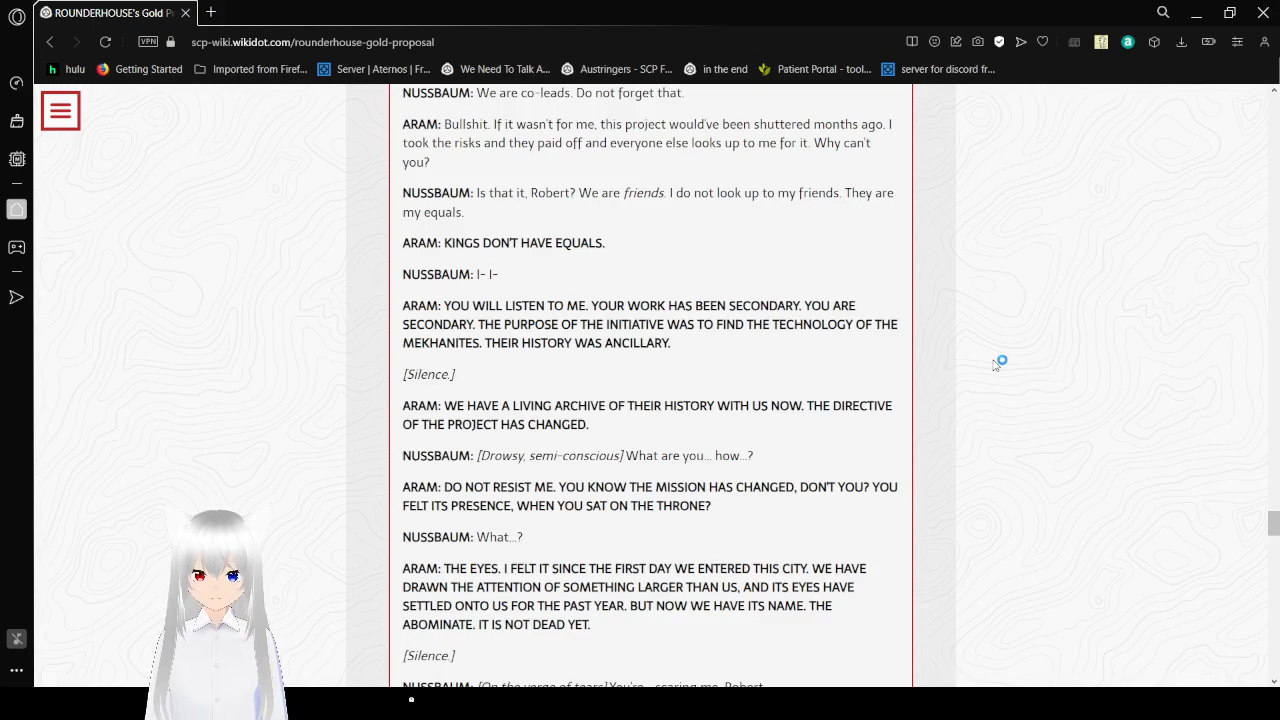 ROUNDERHOUSE's Gold P
scp-wiki.wikidot.com/rounderhouse-gold-proposal
VPN
hulu
Getting Started
Imported from Firef...
Server | Aternos | Fr...
We Need To Talk A...
Austringers - SCP F...
in the end
Patient Portal - tool...
server for discord fr...
NUSSBAUM: We are co-leads. Do not forget that.
ARAM: Bullshit. If it wasn't for me, this project would've been shuttered months ago. I
took the risks and they paid off and everyone else looks up to me for it. Why can't
you?
NUSSBAUM: Is that it, Robert? We are friends. I do not look up to my friends. They are
my equals.
ARAM: KINGS DON'T HAVE EQUALS.
NUSSBAUM: I- I-
ARAM: YOU WILL LISTEN TO ME. YOUR WORK HAS BEEN SECONDARY. YOU ARE
SECONDARY. THE PURPOSE OF THE INITIATIVE WAS TO FIND THE TECHNOLOGY OF THE
MEKHANITES. THEIR HISTORY WAS ANCILLARY.
[Silence.]
ARAM: WE HAVE A LIVING ARCHIVE OF THEIR HISTORY WITH US NOW. THE DIRECTIVE
OF THE PROJECT HAS CHANGED.
NUSSBAUM: [Drowsy, semi-conscious] What are you... how...?
ARAM: DO NOT RESIST ME. YOU KNOW THE MISSION HAS CHANGED, DON'T YOU? YOU
FELT ITS PRESENCE, WHEN YOU SAT ON THE THRONE?
NUSSBAUM: What...?
ARAM: THE EYES. I FELT IT SINCE THE FIRST DAY WE ENTERED THIS CITY. WE HAVE
DRAWN THE ATTENTION OF SOMETHING LARGER THAN US, AND ITS EYES HAVE
SETTLED ONTO US FOR THE PAST YEAR. BUT NOW WE HAVE ITS NAME. THE
ABOMINATE. IT IS NOT DEAD YET.
[Silence.]
NUSSBAUM: [On the verge of tears] You're... scaring me, Robert.